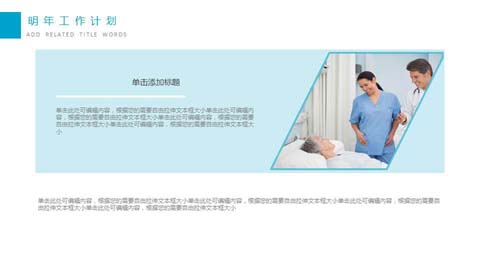 明年工作计划
ADD RELATED TITLE WORDS
单击添加标题
单击此处可编辑内容，根据您的需要自由拉伸文本框大小单击此处可编辑内
容，根据您的需要自由拉伸文本框大小单击此处可编辑内容，根据您的需要
自由拉伸文本框大小单击此处可编辑内容，根据您的需要自由拉伸文本框大
小
单击此处可编辑内容，根据您的需要自由拉伸文本框大小单击此处可编辑内容，根据您的需要自由拉伸文本框大小单击此处可编辑内容，根据您的需要自
由拉伸文本框大小单击此处可编辑内容，根据您的需要自由拉伸文本框大小